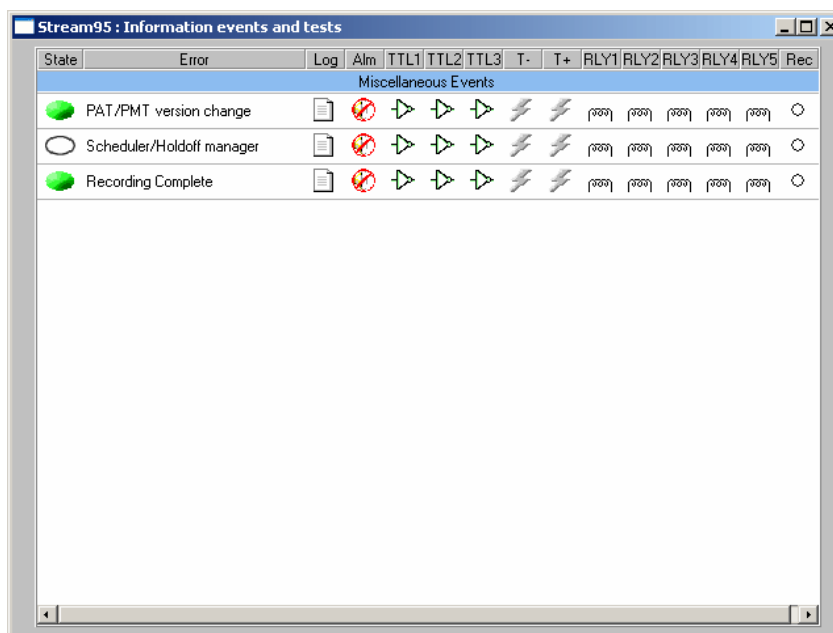 Stream95 : Information events and tests
State Error Log Alm TTL1 TTL2 TTL3 T- T+ RLY1 RLY2 RLY3 RLY4 RLY5 Rec
Miscellaneous Events
PAT/PMT version change
Scheduler/Holdoff manager
Recording Complete